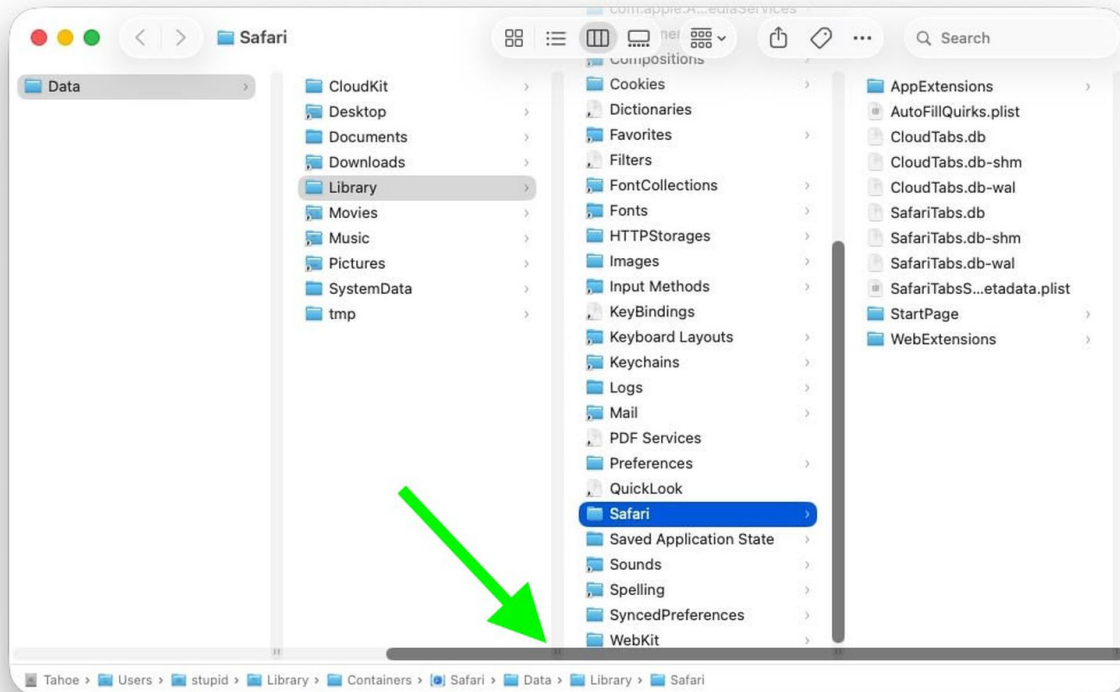 Safari
Search
Data
CloudKit
Desktop
Documents
Downloads
Library
Movies
Music
Pictures
SystemData
tmp
com.apple.A...ediaServices
Compositions
Cookies
Dictionaries
Favorites
Filters
FontCollections
Fonts
HTTPStorages
Images
Input Methods
KeyBindings
Keyboard Layouts
Keychains
Logs
Mail
PDF Services
Preferences
QuickLook
Safari
Saved Application State
Sounds
Spelling
SyncedPreferences
WebKit
AppExtensions
AutoFillQuirks.plist
CloudTabs.db
CloudTabs.db-shm
CloudTabs.db-wal
SafariTabs.db
SafariTabs.db-shm
SafariTabs.db-wal
SafariTabsS...etadata.plist
StartPage
WebExtensions
Tahoe › Users › stupid › Library › Containers › Safari › Data › Library › Safari